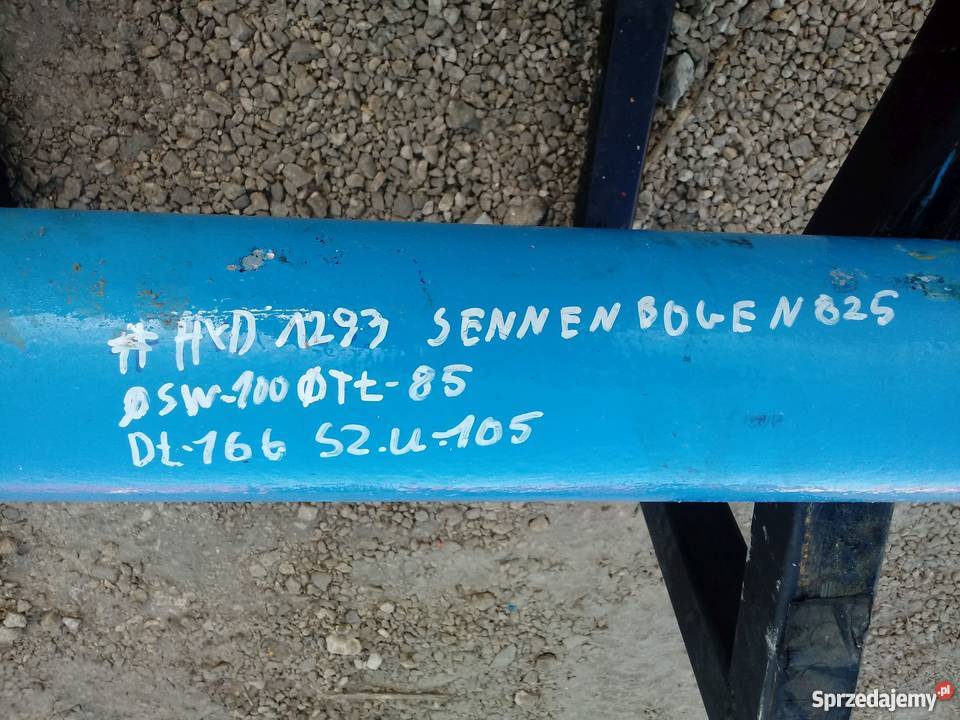 # HYD 1293 SENNENBOGEN 825
ØSW-100 ØTŁ-85
DŁ-166 SZ.U-105
Sprzedajemy.pl